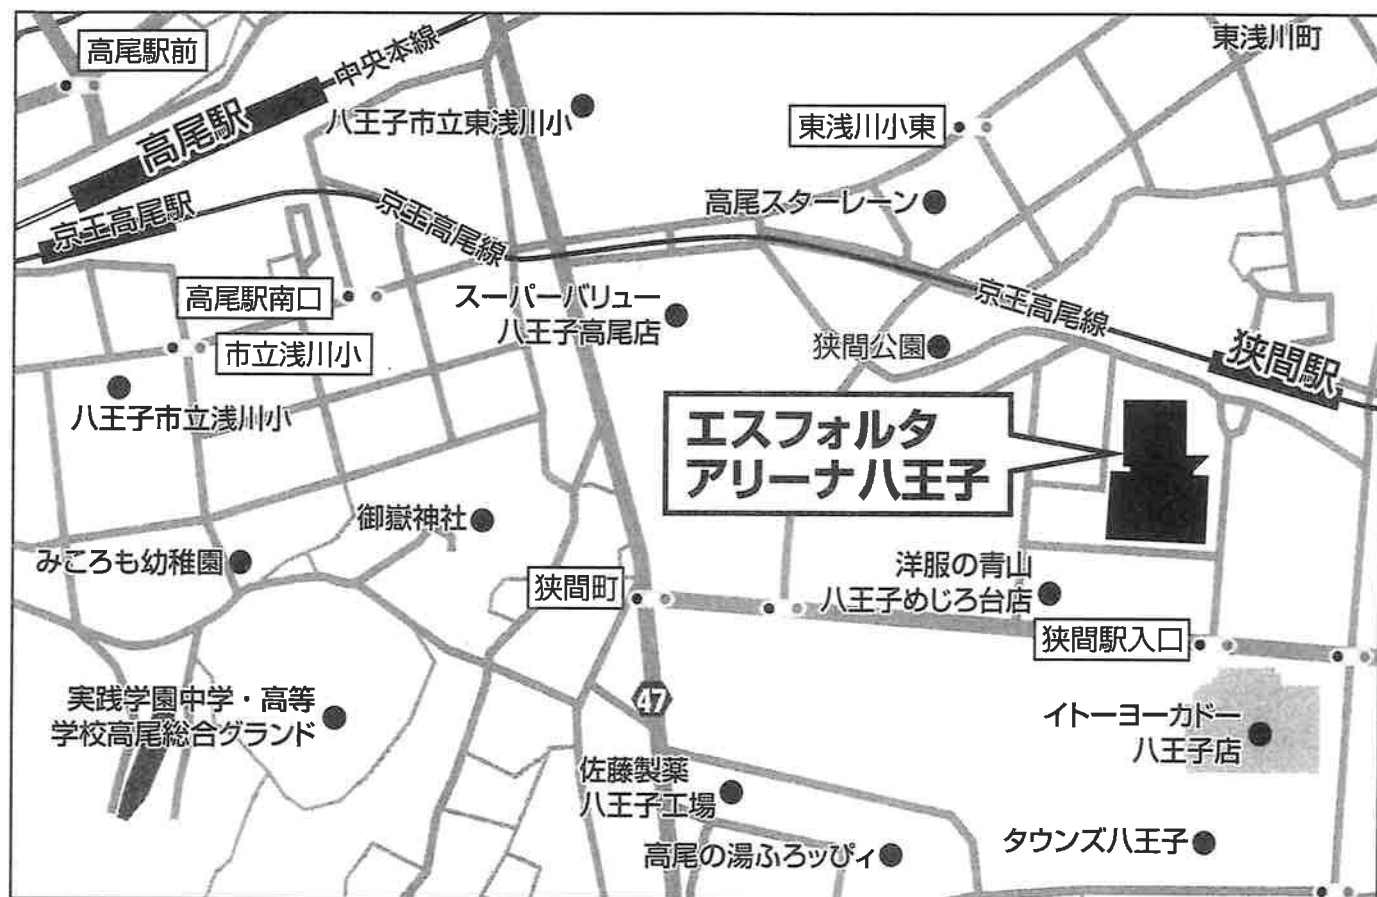 高尾駅前
中央本線
東浅川町
高尾駅
八王子市立東浅川小
東浅川小東
京王高尾駅
京王高尾線
高尾スターレーン
高尾駅南口
スーパーバリュー
八王子高尾店
京王高尾線
市立浅川小
狭間公園
狭間駅
八王子市立浅川小
エスフォルタ
アリーナ八王子
御嶽神社
みころも幼稚園
狭間町
洋服の青山
八王子めじろ台店
狭間駅入口
実践学園中学・高等
学校高尾総合グランド
47
イトーヨーカドー
八王子店
佐藤製薬
八王子工場
高尾の湯ふろッぴィ
タウンズ八王子